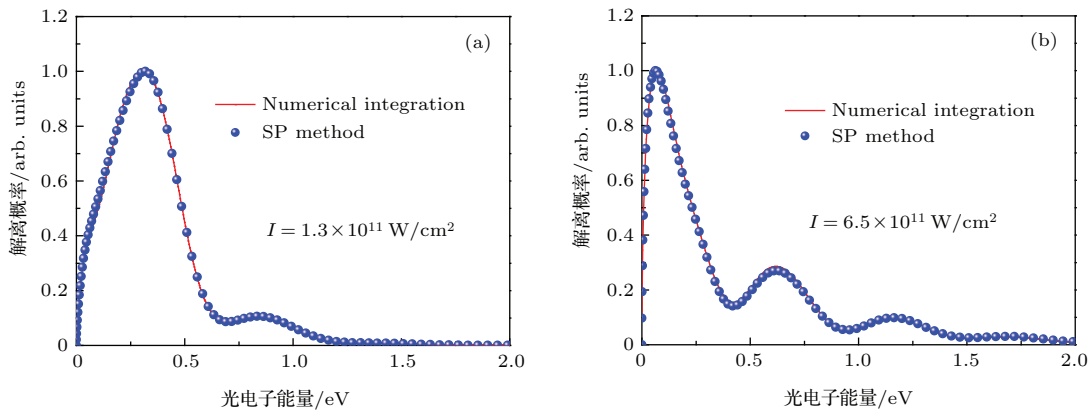 (a)
1.2
1.0
0.8
0.6
0.4
0.2
0
解离概率/arb. units
Numerical integration
SP method
I = 1.3×10¹¹ W/cm²
0 0.5 1.0 1.5 2.0
光电子能量/eV
(b)
1.2
1.0
0.8
0.6
0.4
0.2
0
解离概率/arb. units
Numerical integration
SP method
I = 6.5×10¹¹ W/cm²
0 0.5 1.0 1.5 2.0
光电子能量/eV